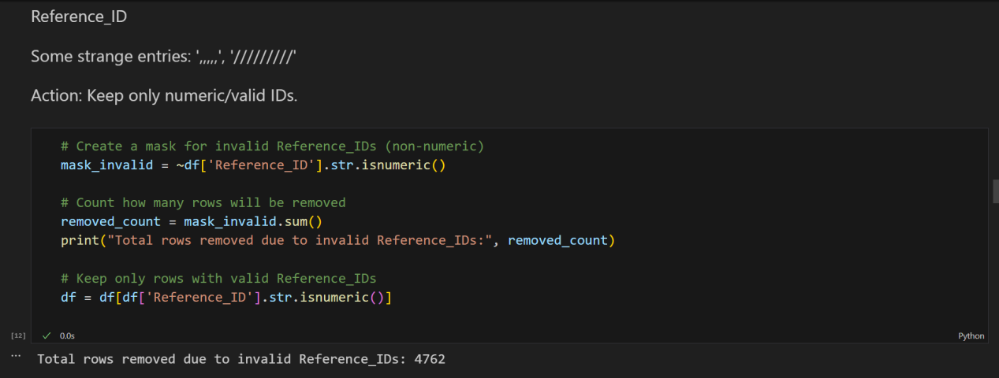 Reference_ID
Some strange entries: ',,,,,', '/////////'
Action: Keep only numeric/valid IDs.
# Create a mask for invalid Reference_IDs (non-numeric)
mask_invalid = ~df['Reference_ID'].str.isnumeric()
# Count how many rows will be removed
removed_count = mask_invalid.sum()
print("Total rows removed due to invalid Reference_IDs:", removed_count)
# Keep only rows with valid Reference_IDs
df = df[df['Reference_ID'].str.isnumeric()]
[12] ✓ 0.0s Python
... Total rows removed due to invalid Reference_IDs: 4762